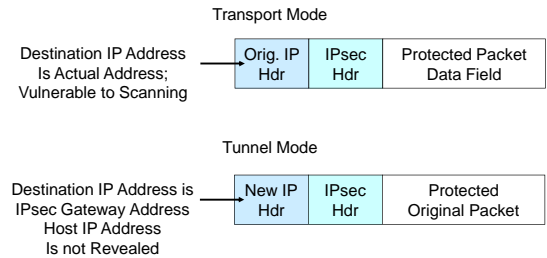 Transport Mode
Destination IP Address
Is Actual Address;
Vulnerable to Scanning
Orig. IP
Hdr
IPsec
Hdr
Protected Packet
Data Field
Tunnel Mode
Destination IP Address is
IPsec Gateway Address
Host IP Address
Is not Revealed
New IP
Hdr
IPsec
Hdr
Protected
Original Packet